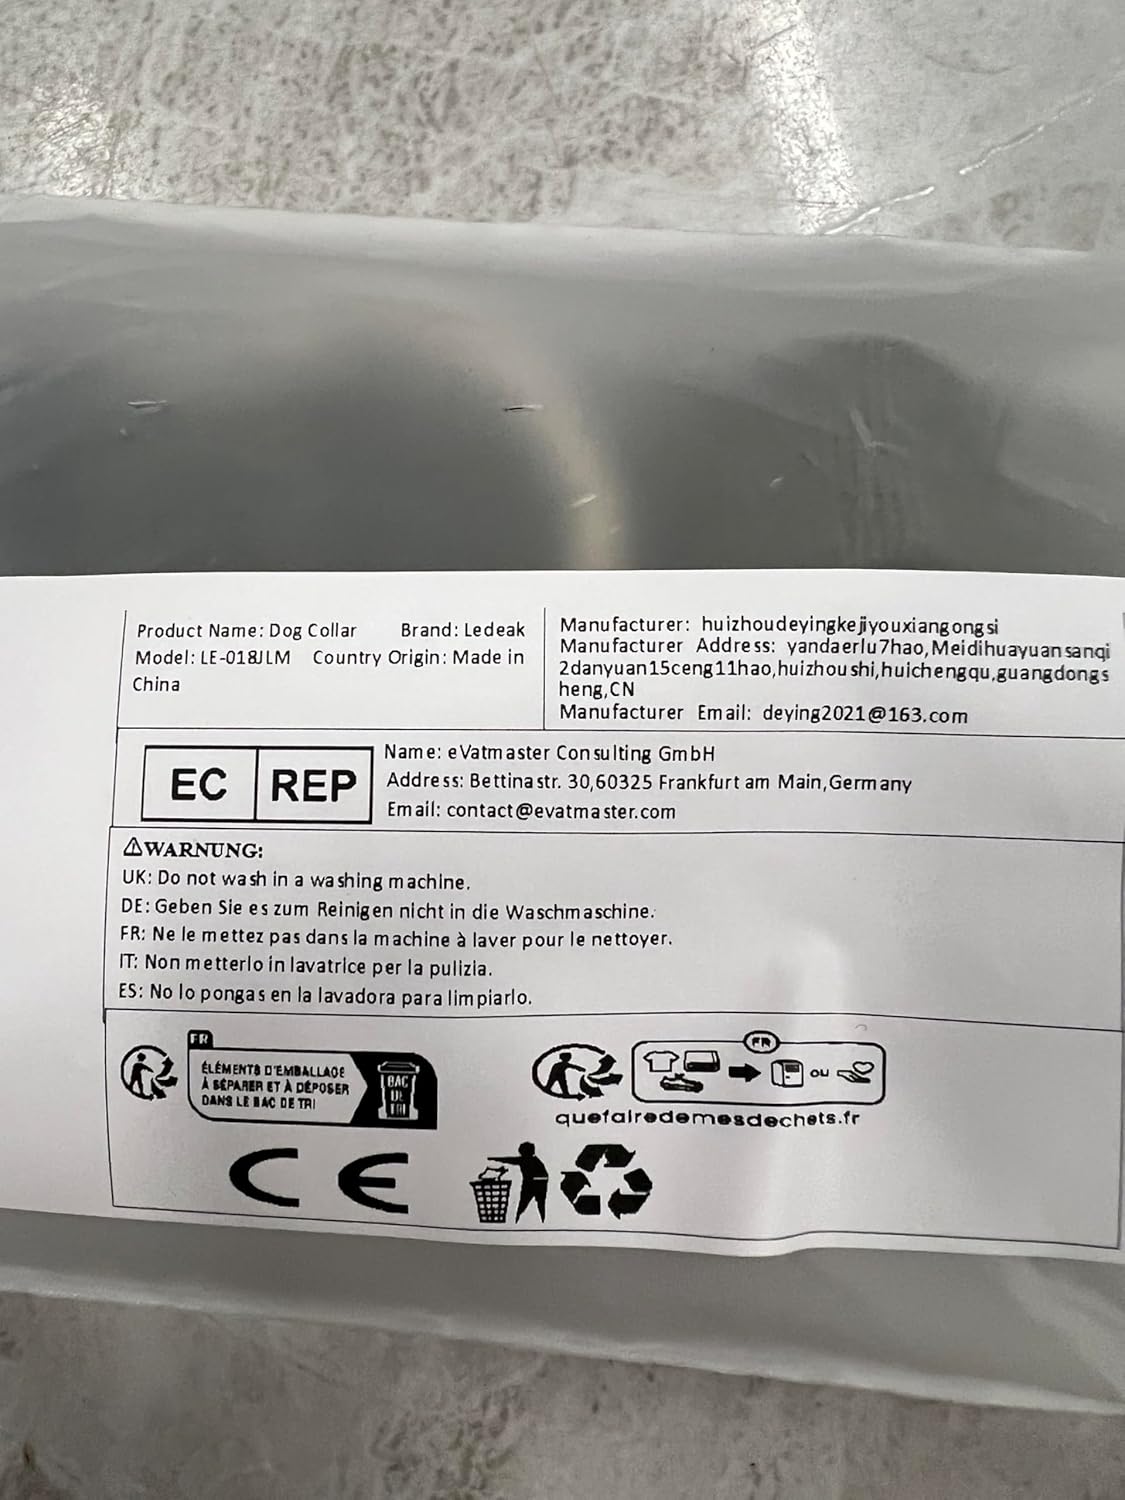 Product Name: Dog Collar Brand: Ledeak
Model: LE-018JLM Country Origin: Made in
China
Manufacturer: huizhoudeyingkejiyouxiangongsi
Manufacturer Address: yandaerlu7hao,Meidihuayuansanqi
2danyuan15ceng11hao,huizhoushi,huichengqu,guangdongs
heng,CN
Manufacturer Email: deying2021@163.com
EC REP
Name: eVatmaster Consulting GmbH
Address: Bettinastr. 30,60325 Frankfurt am Main,Germany
Email: contact@evatmaster.com
⚠WARNUNG:
UK: Do not wash in a washing machine.
DE: Geben Sie es zum Reinigen nicht in die Waschmaschine.
FR: Ne le mettez pas dans la machine à laver pour le nettoyer.
IT: Non metterlo in lavatrice per la pulizia.
ES: No lo pongas en la lavadora para limpiarlo.
FR
ÉLÉMENTS D'EMBALLAGE
À SÉPARER ET À DÉPOSER
DANS LE BAC DE TRI
BAC
DE
TRI
FR
OU
quefairedemesdechets.fr
CE